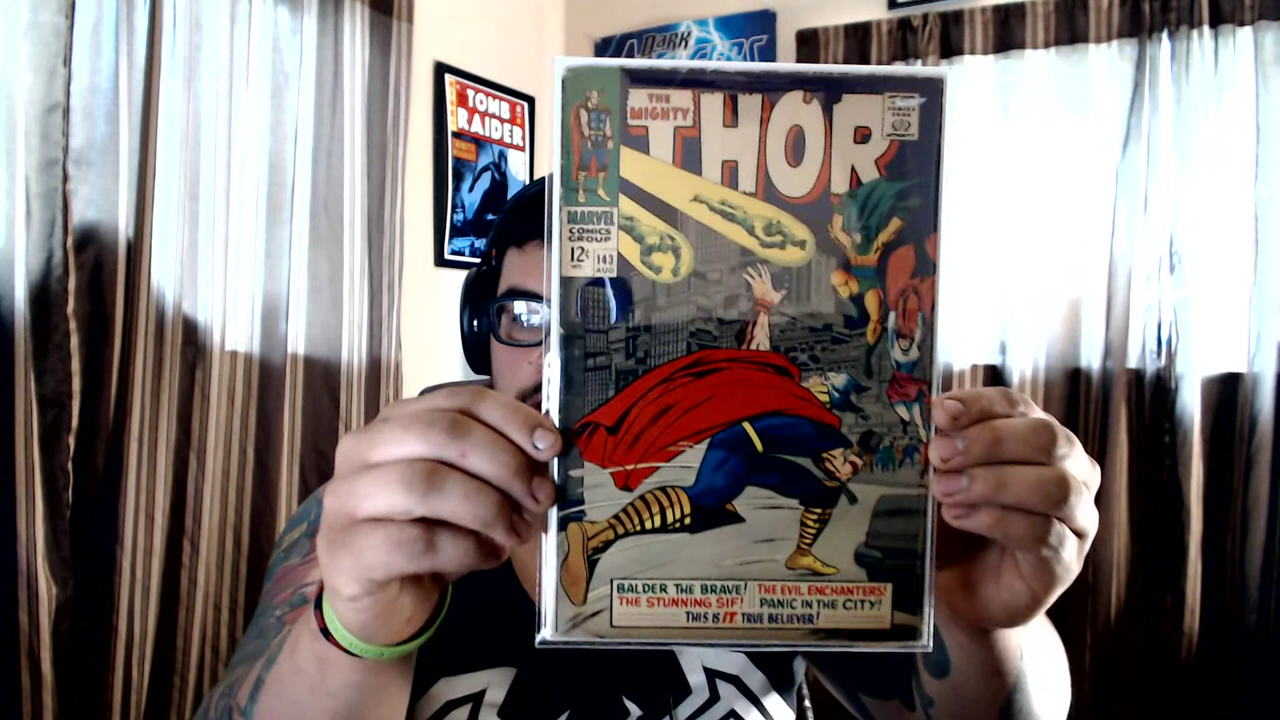 DARK
TOMB
RAIDER
THE
MIGHTY
THOR
MARVEL
COMICS
GROUP
12¢
143
AUG
BALDER THE BRAVE! THE EVIL ENCHANTERS!
THE STUNNING SIF! PANIC IN THE CITY!
THIS IS IT, TRUE BELIEVER!